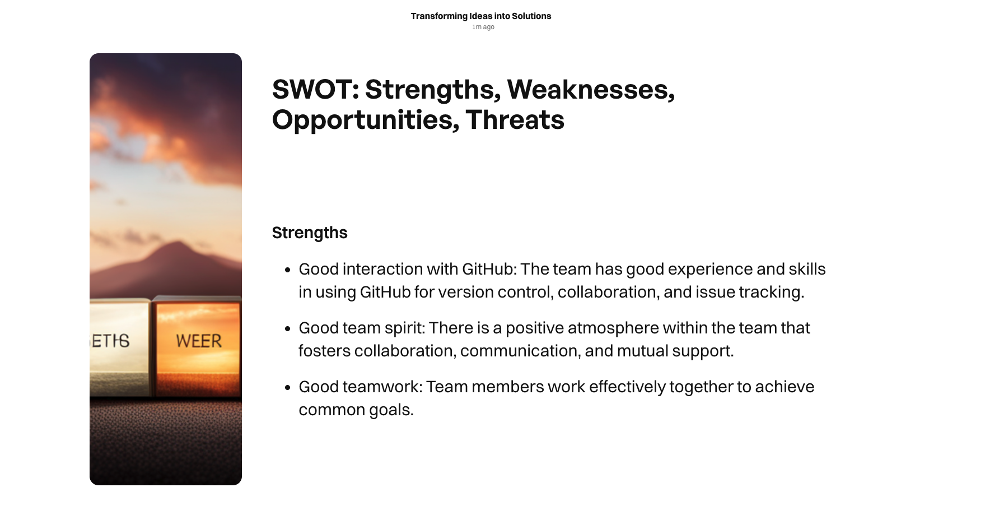 Transforming Ideas into Solutions
1m ago
SWOT: Strengths, Weaknesses,
Opportunities, Threats
Strengths
• Good interaction with GitHub: The team has good experience and skills
in using GitHub for version control, collaboration, and issue tracking.
• Good team spirit: There is a positive atmosphere within the team that
fosters collaboration, communication, and mutual support.
• Good teamwork: Team members work effectively together to achieve
common goals.
WEER